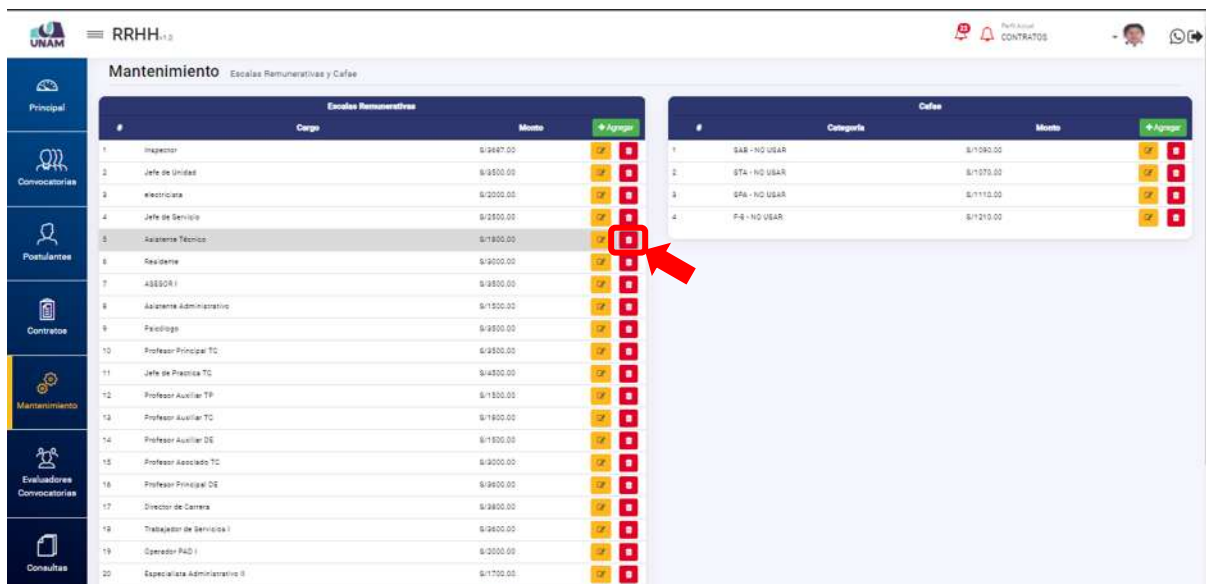 UNAM
RRHH v1.0
23
Perfil Actual
CONTRATOS
Mantenimiento Escalas Remunerativas y Cafae
Principal
Convocatorias
Postulantes
Contratos
Mantenimiento
Evaluadores
Convocatorias
Consultas
Escalas Remunerativas
# Cargo Monto +Agregar
1 Inspector S/3687.00
2 Jefe de Unidad S/3500.00
3 electricista S/2000.00
4 Jefe de Servicio S/2500.00
5 Asistente Técnico S/1800.00
6 Residente S/3000.00
7 ASESOR I S/3500.00
8 Asistente Administrativo S/1500.00
9 Psicólogo S/3500.00
10 Profesor Principal TC S/3500.00
11 Jefe de Practica TC S/4500.00
12 Profesor Auxiliar TP S/1500.00
13 Profesor Auxiliar TC S/1900.00
14 Profesor Auxiliar DE S/1500.00
15 Profesor Asociado TC S/3000.00
16 Profesor Principal DE S/3600.00
17 Director de Carrera S/3800.00
18 Trabajador de Servicios I S/3600.00
19 Operador PAD I S/2000.00
20 Especialista Administrativo II S/1700.00
Cafae
# Categoría Monto +Agregar
1 SAB - NO USAR S/1090.00
2 STA - NO USAR S/1070.00
3 SPA - NO USAR S/1110.00
4 F-6 - NO USAR S/1210.00